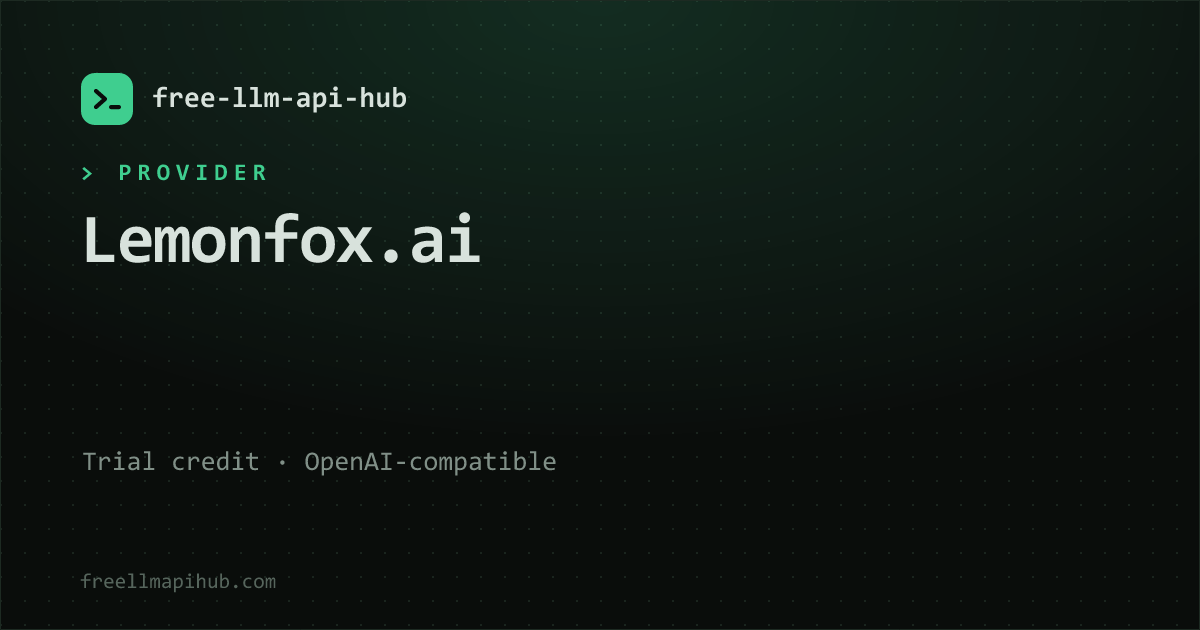 free-llm-api-hub
> PROVIDER
Lemonfox.ai
Trial credit · OpenAI-compatible
freellmapihub.com